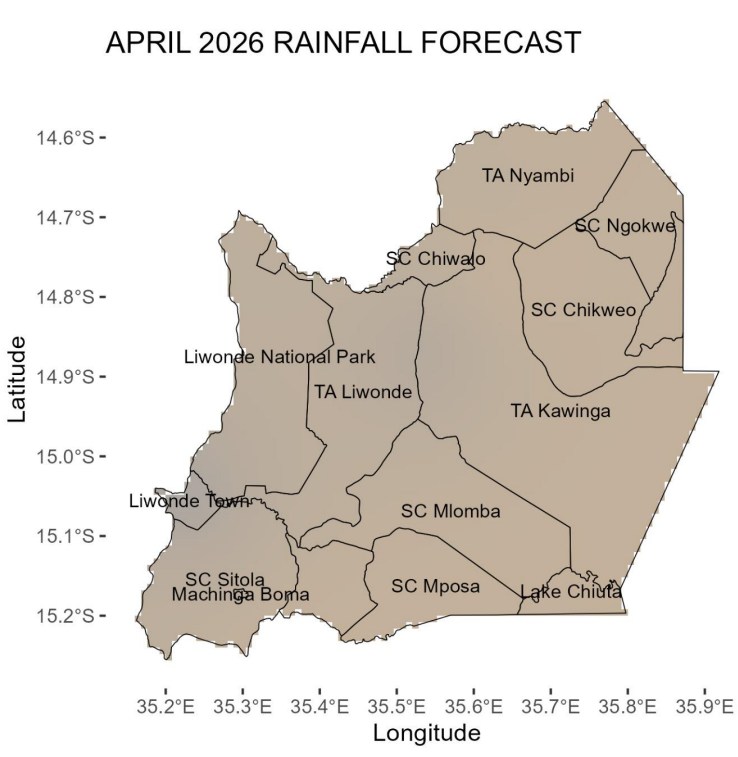 APRIL 2026 RAINFALL FORECAST
14.6°S
TA Nyambi
14.7°S
SC Ngokwe
SC Chiwalo
14.8°S
SC Chikweo
Liwonde National Park
14.9°S
TA Liwonde
TA Kawinga
15.0°S
Liwonde Town
SC Mlomba
15.1°S
SC Sitola
SC Mposa
Lake Chiuta
Machinga Boma
15.2°S
35.2°E 35.3°E 35.4°E 35.5°E 35.6°E 35.7°E 35.8°E 35.9°E
Longitude
Latitude